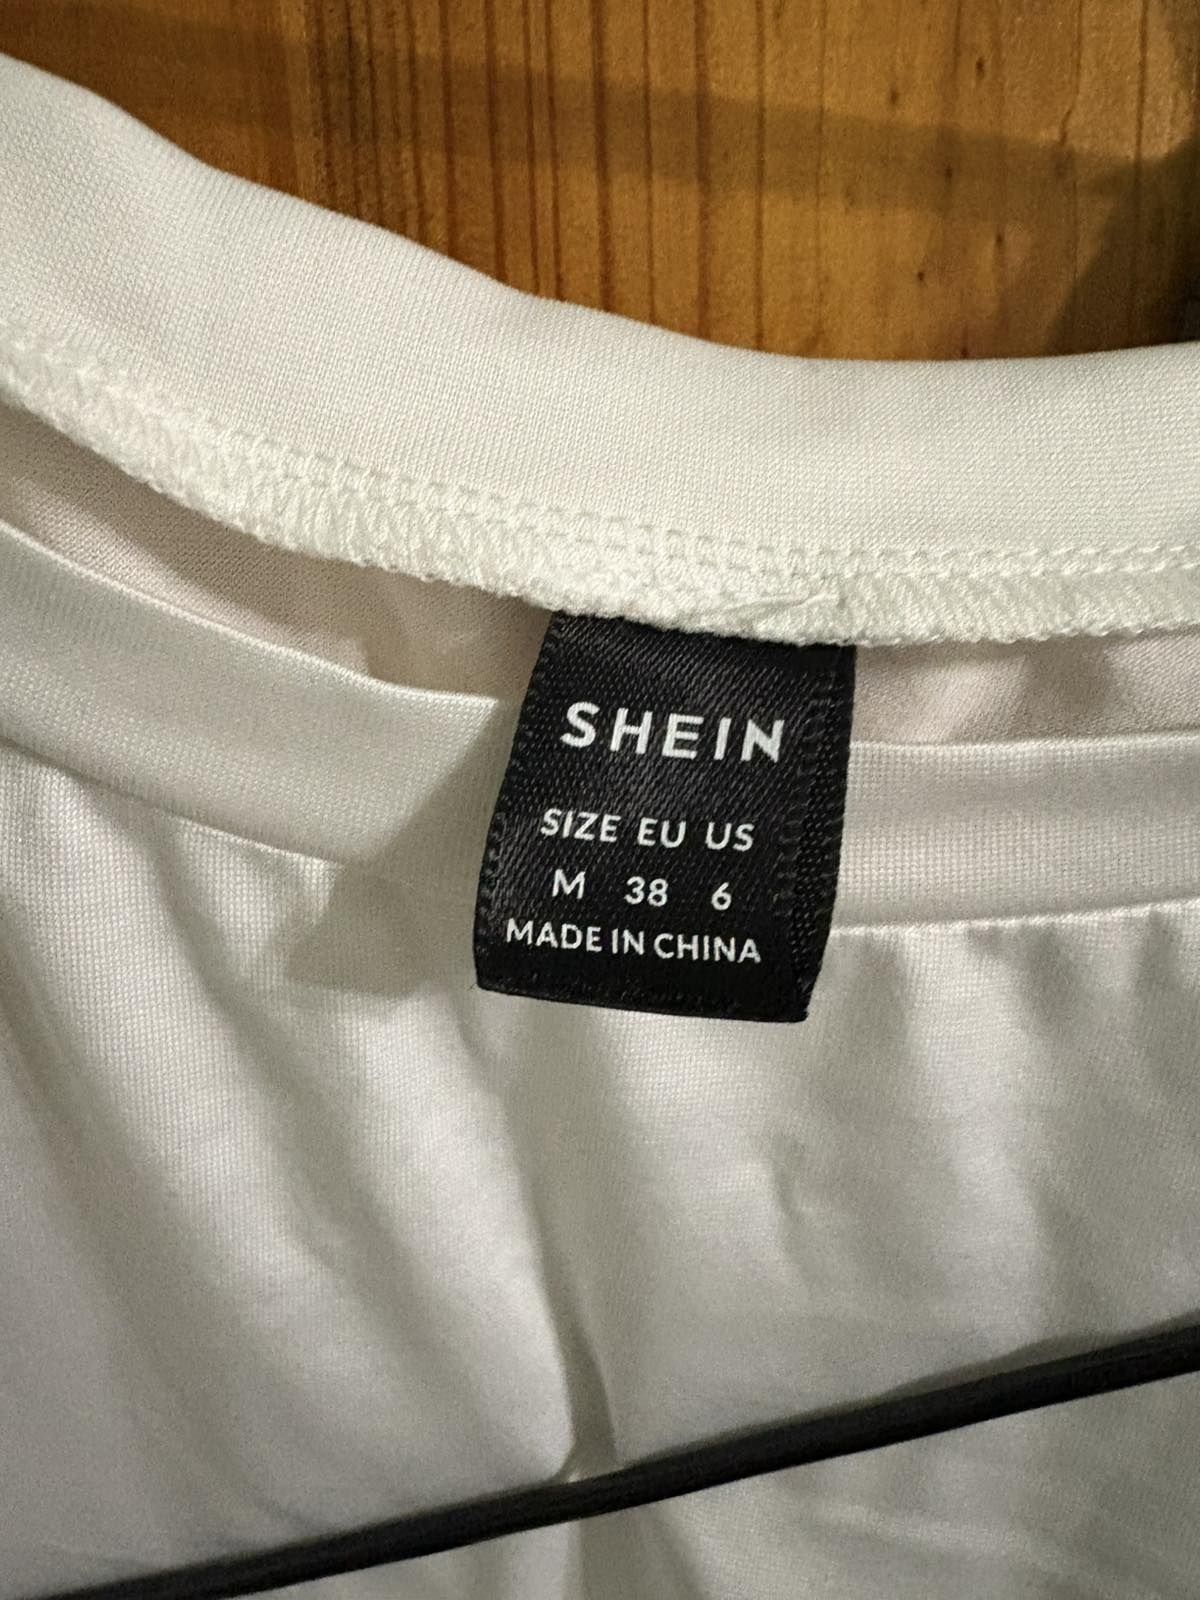 SHEIN
SIZE EU US
M 38 6
MADE IN CHINA